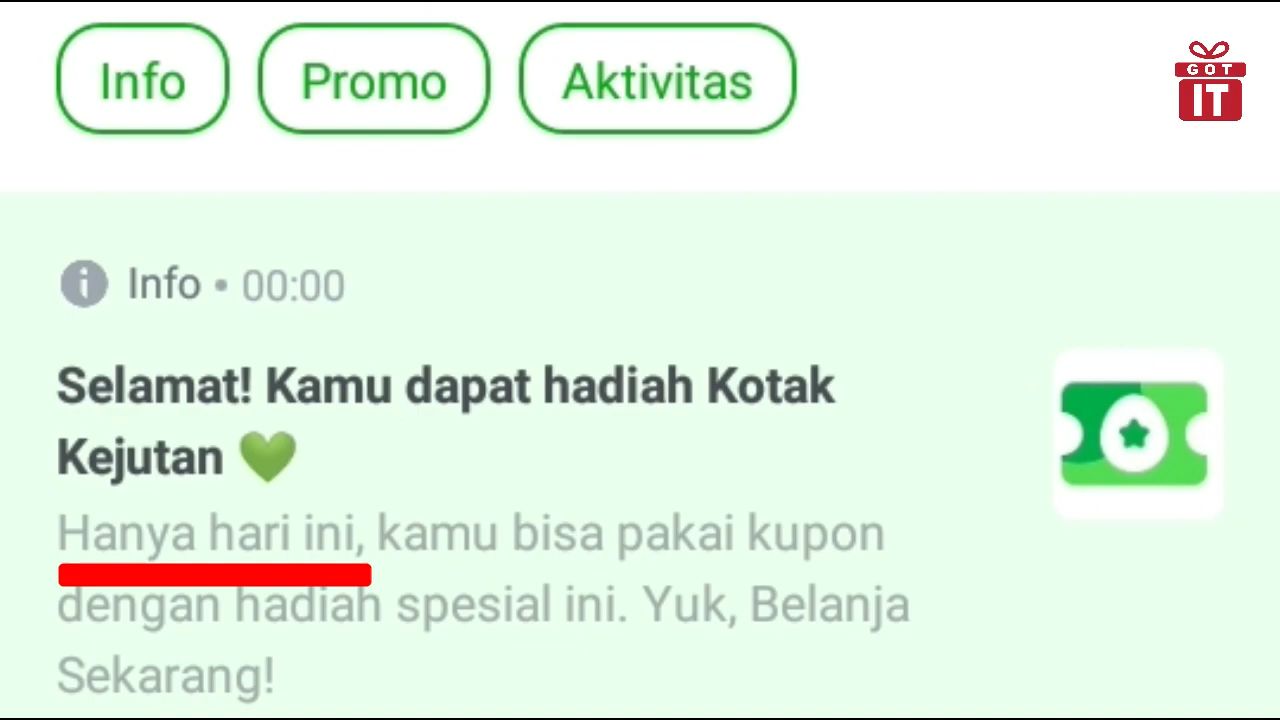 Info Promo Aktivitas
GOT
IT
Info • 00:00
Selamat! Kamu dapat hadiah Kotak
Kejutan 💚
Hanya hari ini, kamu bisa pakai kupon
dengan hadiah spesial ini. Yuk, Belanja
Sekarang!